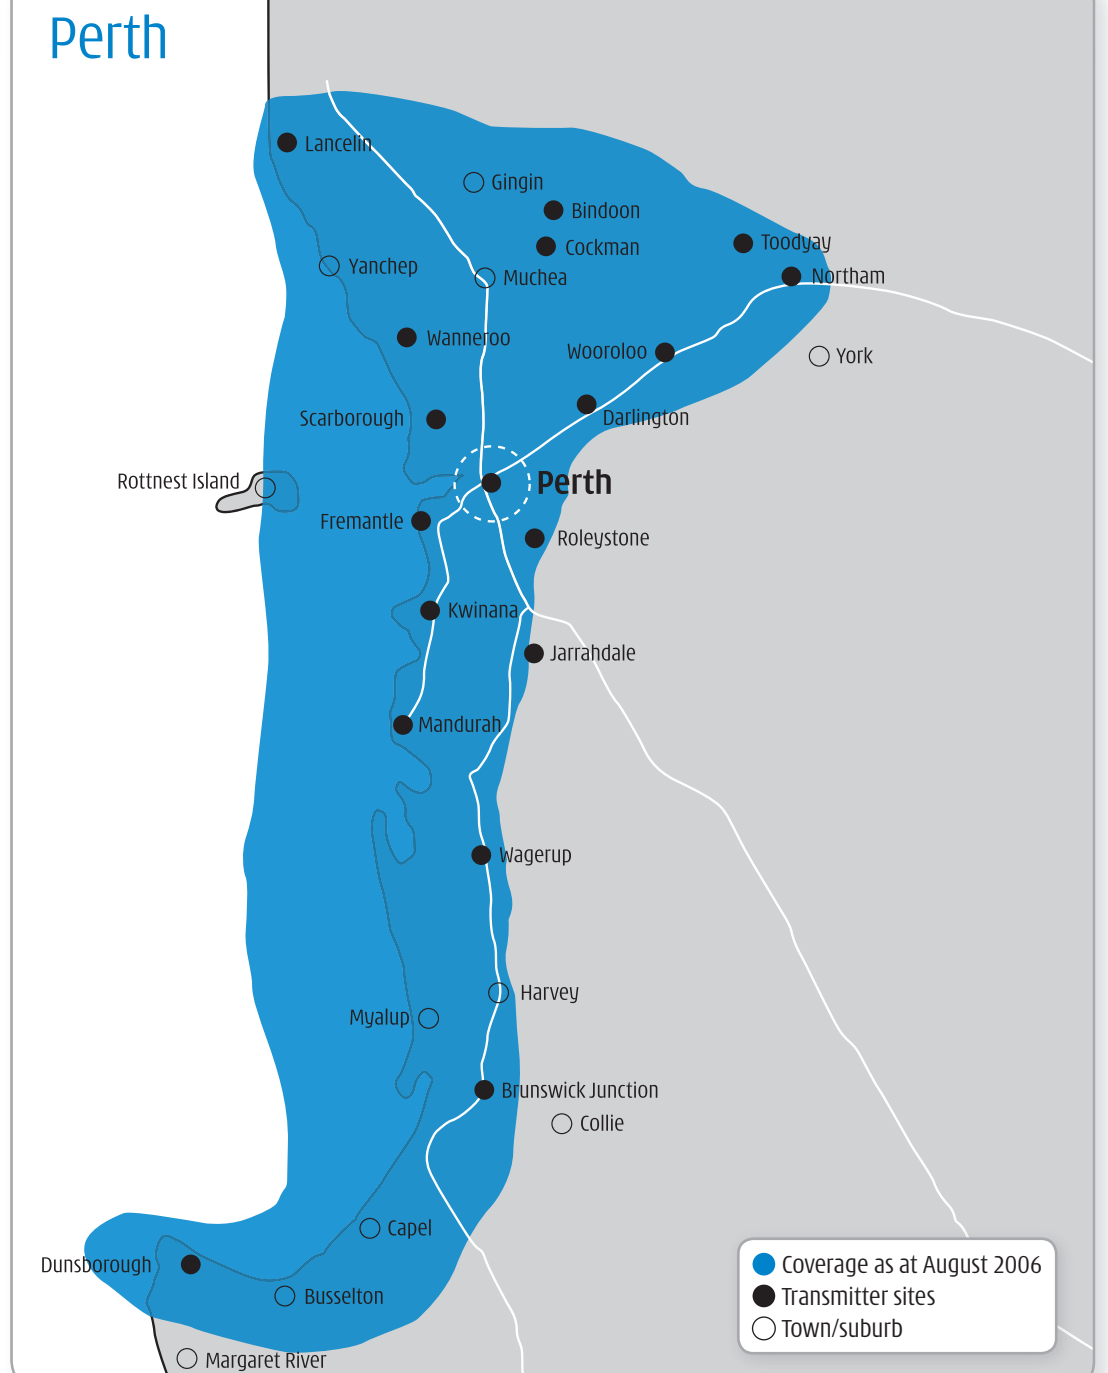 Perth
Lancelin
Gingin
Bindoon
Toodyay
Cockman
Yanchep
Muchea
Northam
Wanneroo
Wooroloo
York
Scarborough
Darlington
Rottnest Island
Perth
Fremantle
Roleystone
Kwinana
Jarrahdale
Mandurah
Wagerup
Harvey
Myalup
Brunswick Junction
Collie
Capel
Dunsborough
Busselton
Margaret River
Coverage as at August 2006
Transmitter sites
Town/suburb